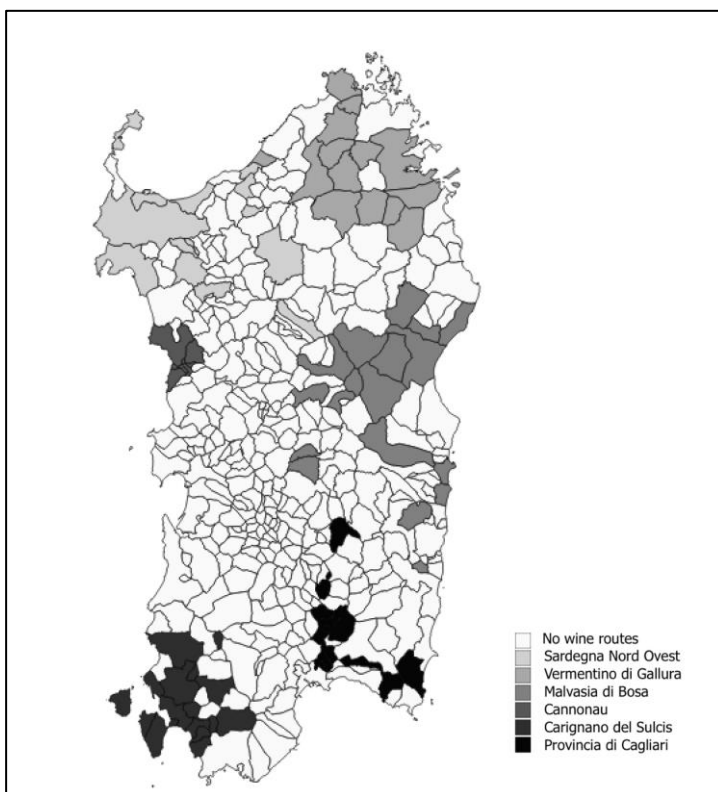 No wine routes
Sardegna Nord Ovest
Vermentino di Gallura
Malvasia di Bosa
Cannonau
Carignano del Sulcis
Provincia di Cagliari